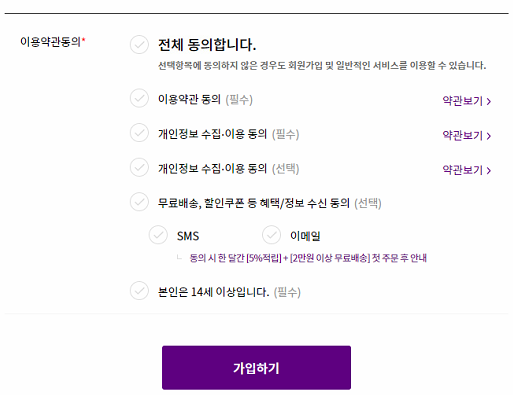 이용약관동의*
전체 동의합니다.
선택항목에 동의하지 않은 경우도 회원가입 및 일반적인 서비스를 이용할 수 있습니다.
이용약관 동의 (필수) 약관보기 >
개인정보 수집·이용 동의 (필수) 약관보기 >
개인정보 수집·이용 동의 (선택) 약관보기 >
무료배송, 할인쿠폰 등 혜택/정보 수신 동의 (선택)
SMS 이메일
동의 시 한 달간 [5%적립] + [2만원 이상 무료배송] 첫 주문 후 안내
본인은 14세 이상입니다. (필수)
가입하기